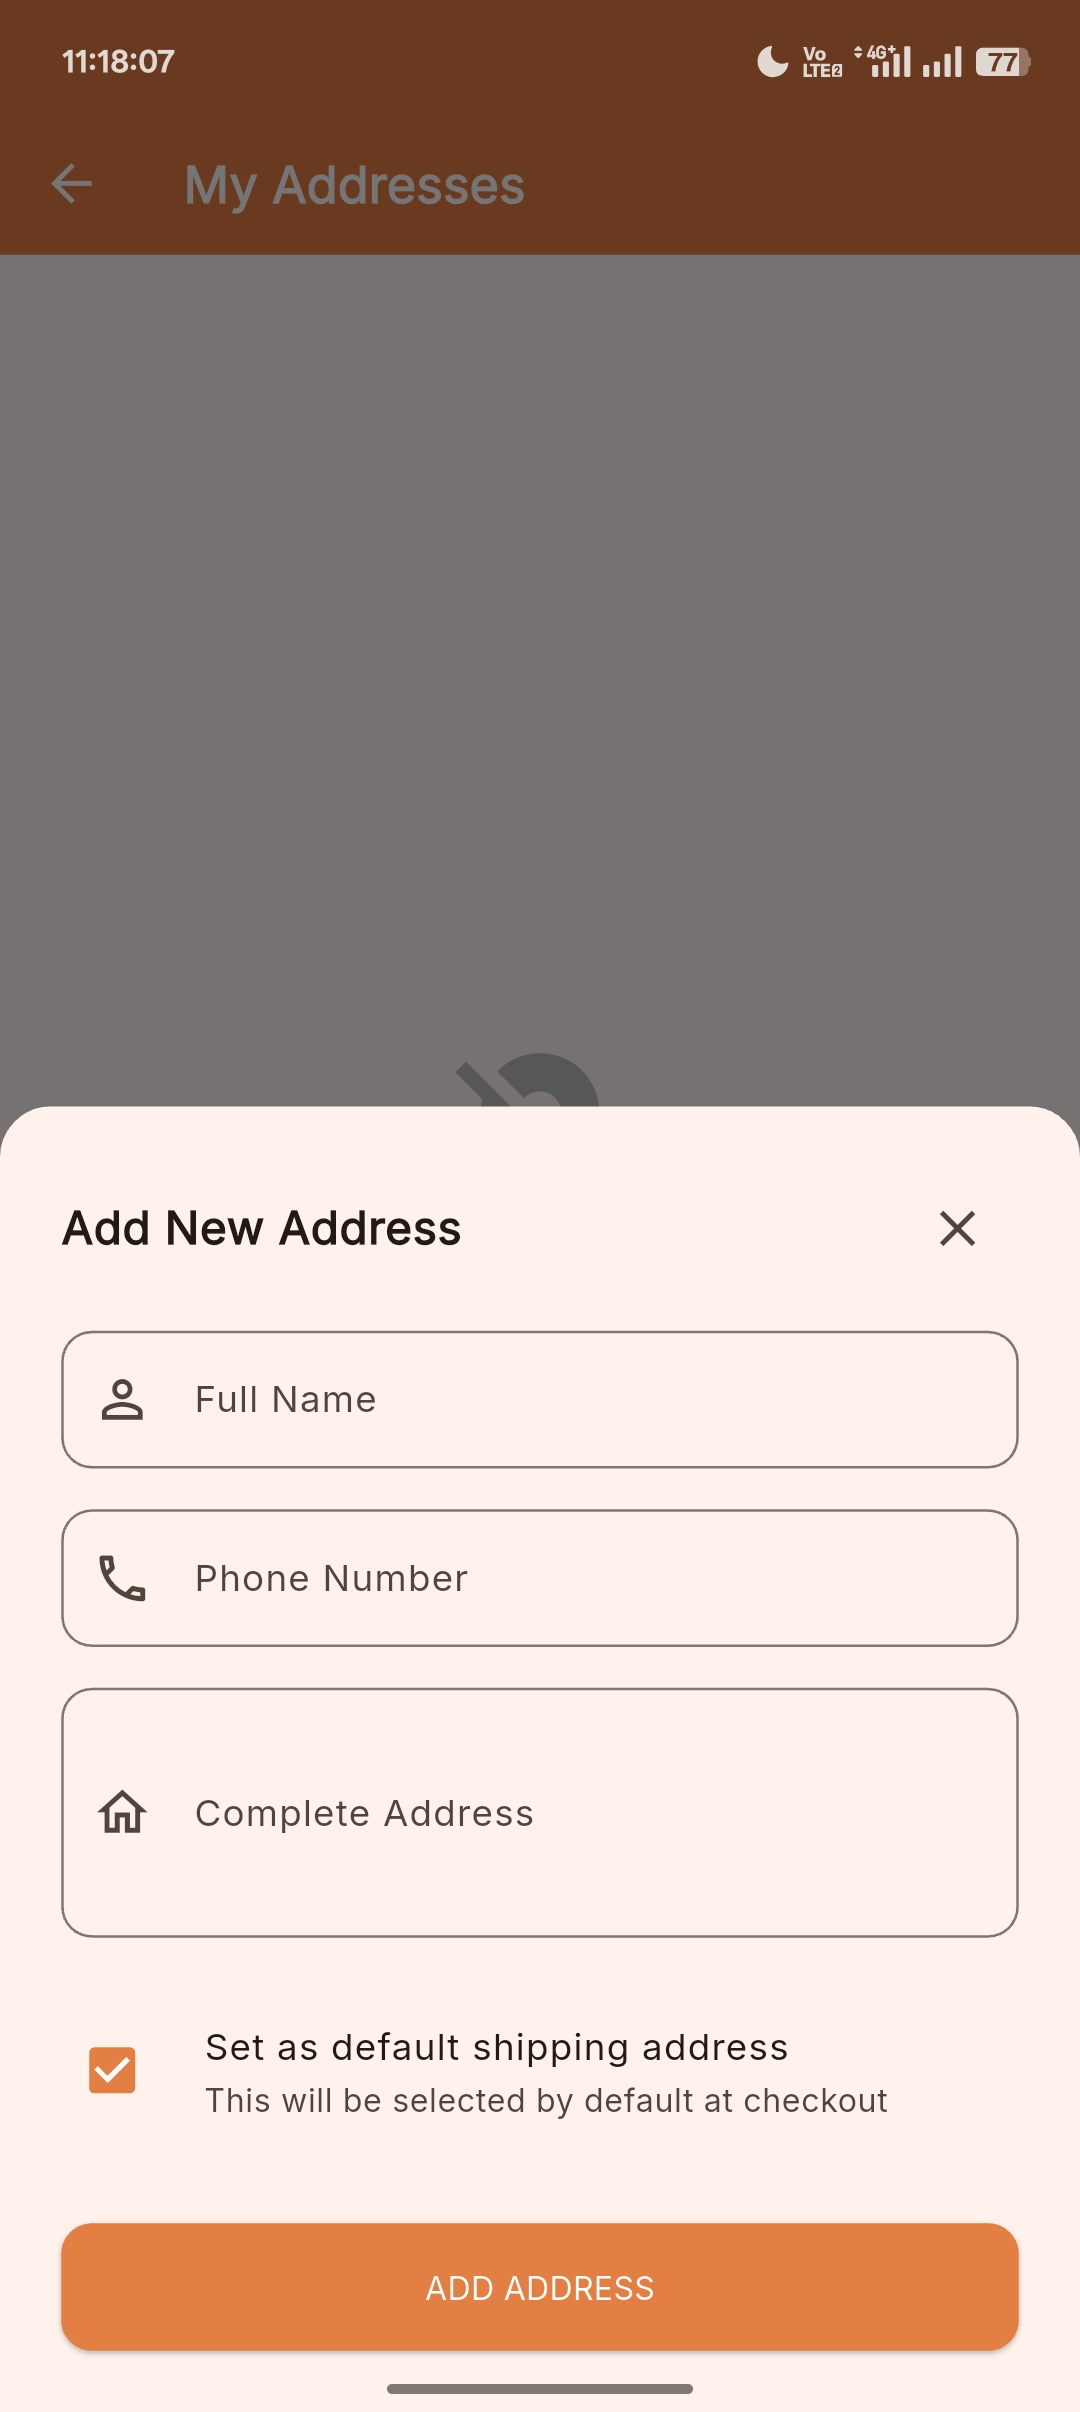 11:18:07
Vo
LTE2
4G+
77
My Addresses
Add New Address
Full Name
Phone Number
Complete Address
Set as default shipping address
This will be selected by default at checkout
ADD ADDRESS